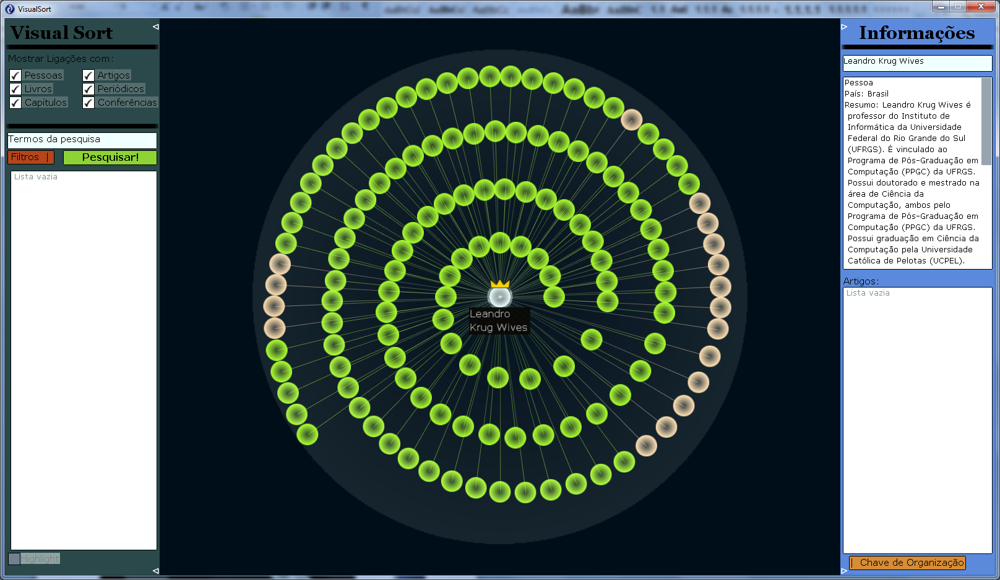 VisualSort
Visual Sort
Mostrar Ligações com:
Pessoas
Artigos
Livros
Periódicos
Capítulos
Conferências
Termos da pesquisa
Filtros |
Pesquisar!
Lista vazia
Highlight
Leandro
Krug Wives
Informações
Leandro Krug Wives
Pessoa
País: Brasil
Resumo: Leandro Krug Wives é
professor do Instituto de
Informática da Universidade
Federal do Rio Grande do Sul
(UFRGS). É vinculado ao
Programa de Pós-Graduação em
Computação (PPGC) da UFRGS.
Possui doutorado e mestrado na
área de Ciência da
Computação, ambos pelo
Programa de Pós-Graduação em
Computação (PPGC) da UFRGS.
Possui graduação em Ciência da
Computação pela Universidade
Católica de Pelotas (UCPEL).
Artigos:
Lista vazia
| Chave de Organização